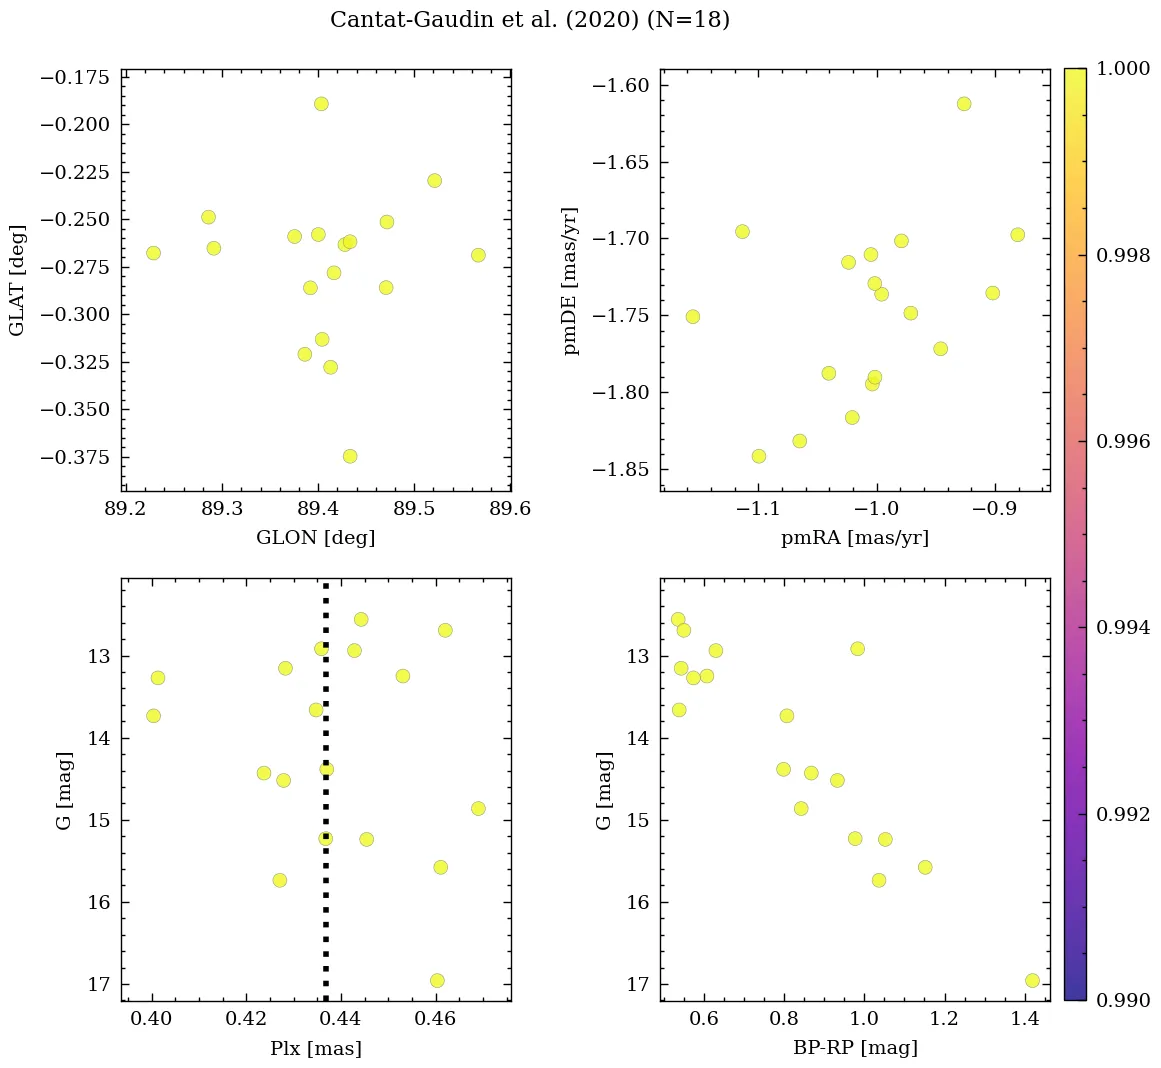 Cantat-Gaudin et al. (2020) (N=18)
−0.175
−0.200
−0.225
−0.250
−0.275
−0.300
−0.325
−0.350
−0.375
GLAT [deg]
89.2 89.3 89.4 89.5 89.6
GLON [deg]
−1.60
−1.65
−1.70
−1.75
−1.80
−1.85
pmDE [mas/yr]
−1.1 −1.0 −0.9
pmRA [mas/yr]
13
14
15
16
17
G [mag]
0.40 0.42 0.44 0.46
Plx [mas]
13
14
15
16
17
G [mag]
0.6 0.8 1.0 1.2 1.4
BP-RP [mag]
1.000
0.998
0.996
0.994
0.992
0.990